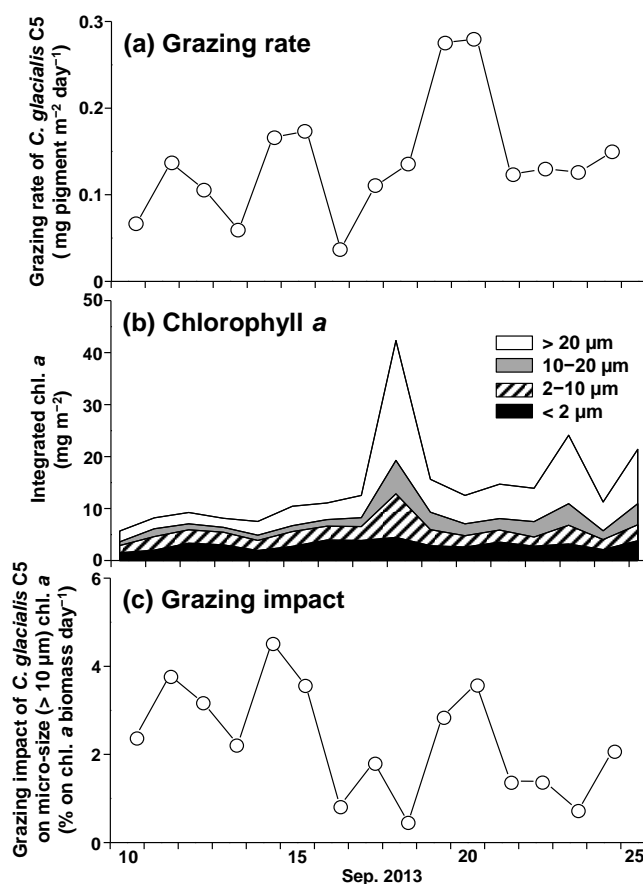 (a) Grazing rate
Grazing rate of C. glacialis C5
(mg pigment m⁻² day⁻¹)
0.3
0.2
0.1
0
(b) Chlorophyll a
Integrated chl. a
(mg m⁻²)
50
40
30
20
10
0
> 20 µm
10−20 µm
2−10 µm
< 2 µm
(c) Grazing impact
Grazing impact of C. glacialis C5
on micro-size (> 10 µm) chl. a
(% on chl. a biomass day⁻¹)
6
4
2
0
10 15 20 25
Sep. 2013